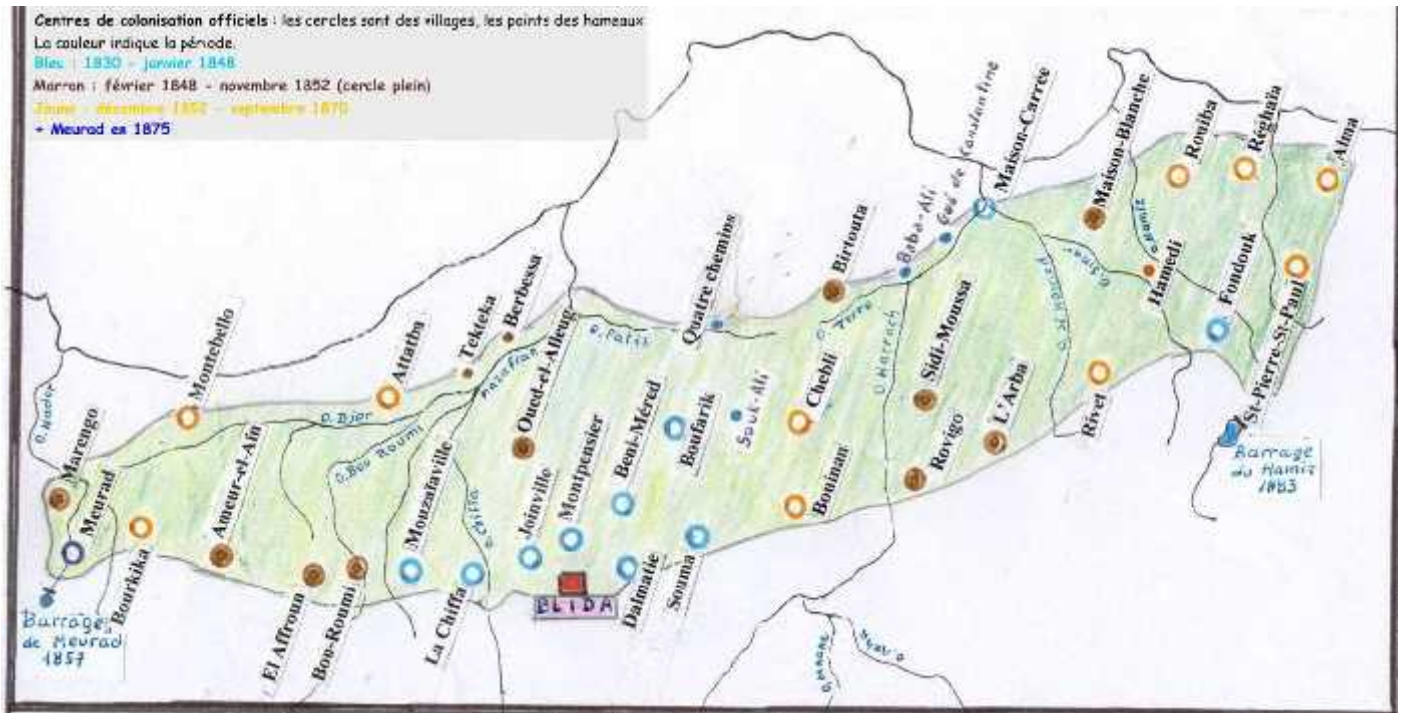 Centres de colonisation officiels : les cercles sont des villages, les points des hameaux
La couleur indique la période.
Bleu : 1830 - janvier 1848
Marron : février 1848 - novembre 1852 (cercle plein)
Jaune : décembre 1852 - septembre 1870
+ Meurad en 1875
Alma
Réghaïa
Rouiba
Maison-Blanche
Maison-Carrée
Gué de Constantine
Baba-Ali
Birtouta
Quatre chemins
Berbessa
Tekteka
Attatba
Montebello
O. Nador
Marengo
Meurad
Bourkika
Ameur-el-Ain
El Affroun
Bou-Roumi
Mouzaïaville
La Chiffa
Joinville
Montpensier
Beni-Méred
Oued-el-Alleug
Boufarik
Souk-Ali
Chebli
Bouinan
Souma
Dalmatie
BLIDA
Sidi-Moussa
Rovigo
L'Arba
Rivet
Hamedi
Fondouk
St-Pierre-St-Paul
O. Djer
O. Bou Roumi
O. Chiffa
Mazafran
O. Fatis
O. Terro
O. Harrach
O. Smar
Barrage
du Hamiz
1883
Barrage
de Meurad
1857